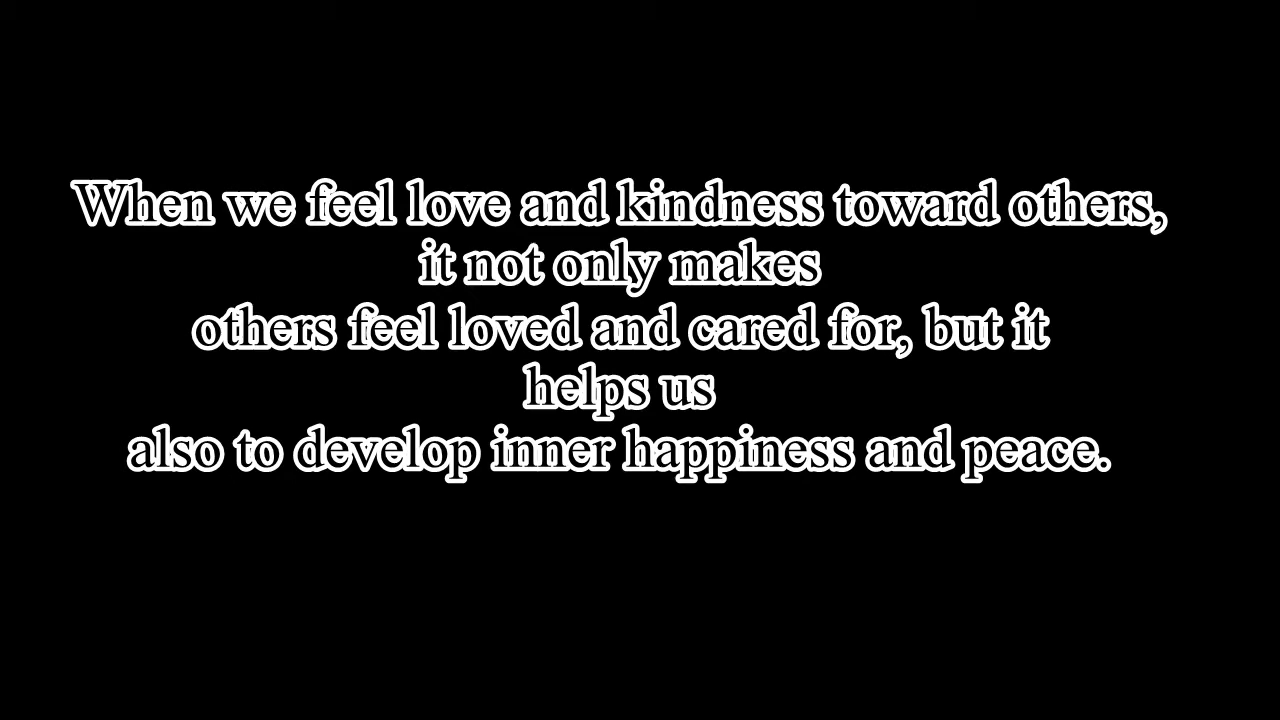 When we feel love and kindness toward others,
it not only makes
others feel loved and cared for, but it
helps us
also to develop inner happiness and peace.